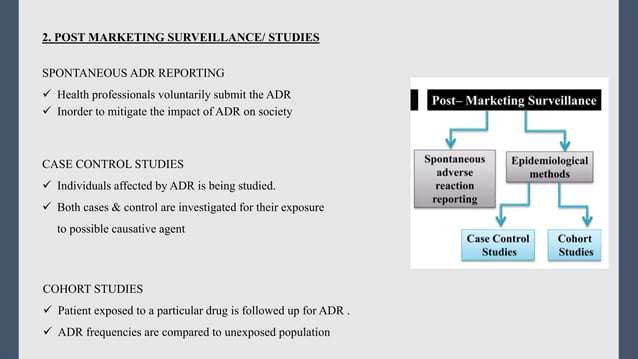 2. POST MARKETING SURVEILLANCE/ STUDIES
SPONTANEOUS ADR REPORTING
✓ Health professionals voluntarily submit the ADR
✓ Inorder to mitigate the impact of ADR on society
CASE CONTROL STUDIES
✓ Individuals affected by ADR is being studied.
✓ Both cases & control are investigated for their exposure
to possible causative agent
COHORT STUDIES
✓ Patient exposed to a particular drug is followed up for ADR .
✓ ADR frequencies are compared to unexposed population
Post– Marketing Surveillance
Spontaneous
adverse
reaction
reporting
Epidemiological
methods
Case Control
Studies
Cohort
Studies